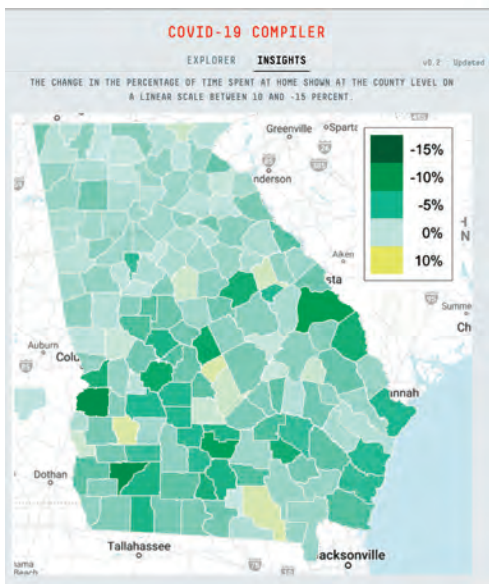 COVID-19 COMPILER
EXPLORER INSIGHTS
v0.2 Updated
THE CHANGE IN THE PERCENTAGE OF TIME SPENT AT HOME SHOWN AT THE COUNTY LEVEL ON
A LINEAR SCALE BETWEEN 10 AND -15 PERCENT.
Greenville
Sparta
nderson
-15%
-10%
-5%
0%
10%
N
Aiken
sta
Summe
Ch
Auburn
Colu
nnah
Dothan
Tallahassee
acksonville
ama
Beach